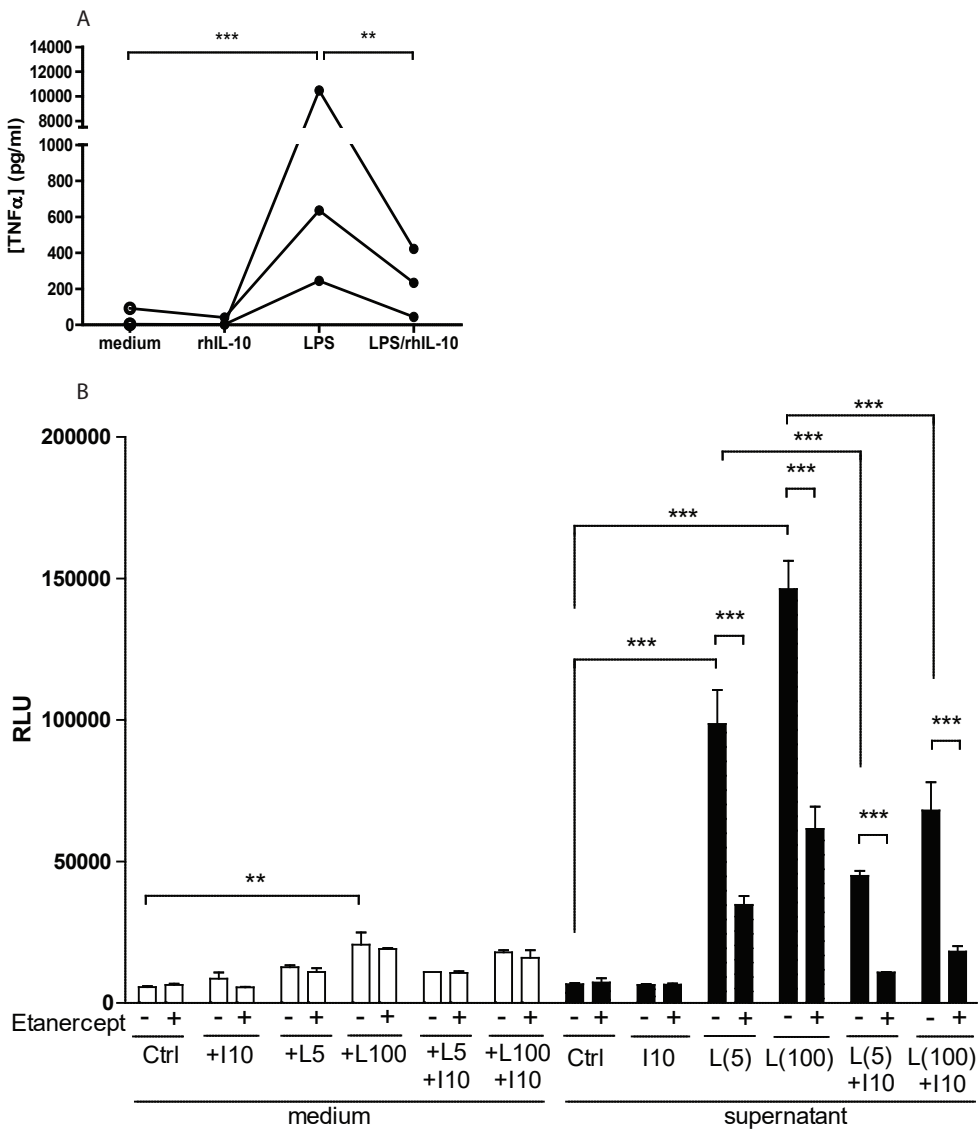 A
*** **
14000
12000
10000
8000
1000
800
600
400
200
0
[TNFα] (pg/ml)
medium rhIL-10 LPS LPS/rhIL-10
B
200000
150000
100000
50000
0
RLU
***
***
***
***
***
***
***
***
**
Etanercept - + - + - + - + - + - + - + - + - + - + - + - +
Ctrl +I10 +L5 +L100 +L5 +L100 Ctrl I10 L(5) L(100) L(5) L(100)
+I10 +I10 +I10 +I10
medium supernatant